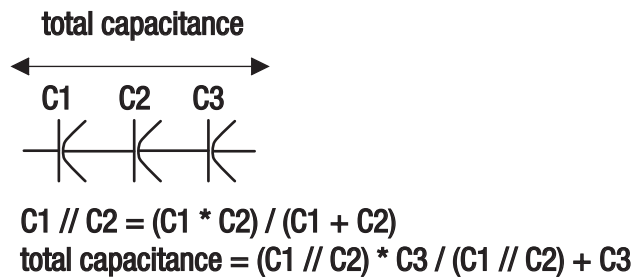 total capacitance
C1 C2 C3
C1 // C2 = (C1 * C2) / (C1 + C2)
total capacitance = (C1 // C2) * C3 / (C1 // C2) + C3